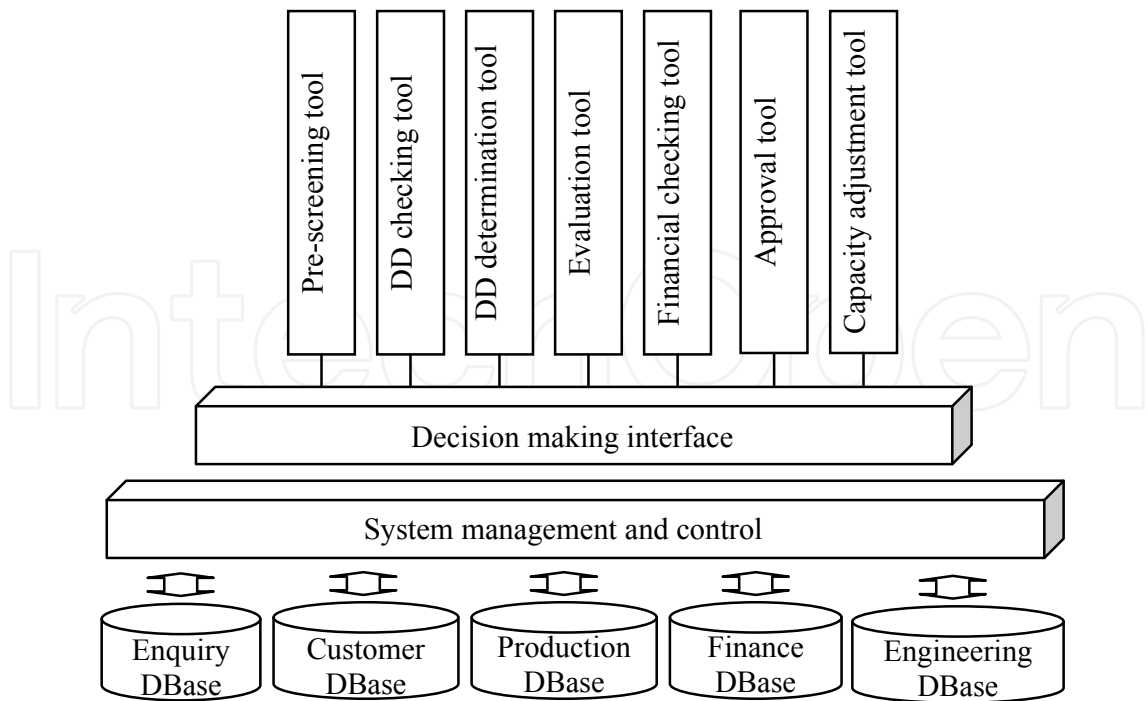 Pre-screening tool
DD checking tool
DD determination tool
Evaluation tool
Financial checking tool
Approval tool
Capacity adjustment tool
IntechOpen
Decision making interface
System management and control
Enquiry
DBase
Customer
DBase
Production
DBase
Finance
DBase
Engineering
DBase